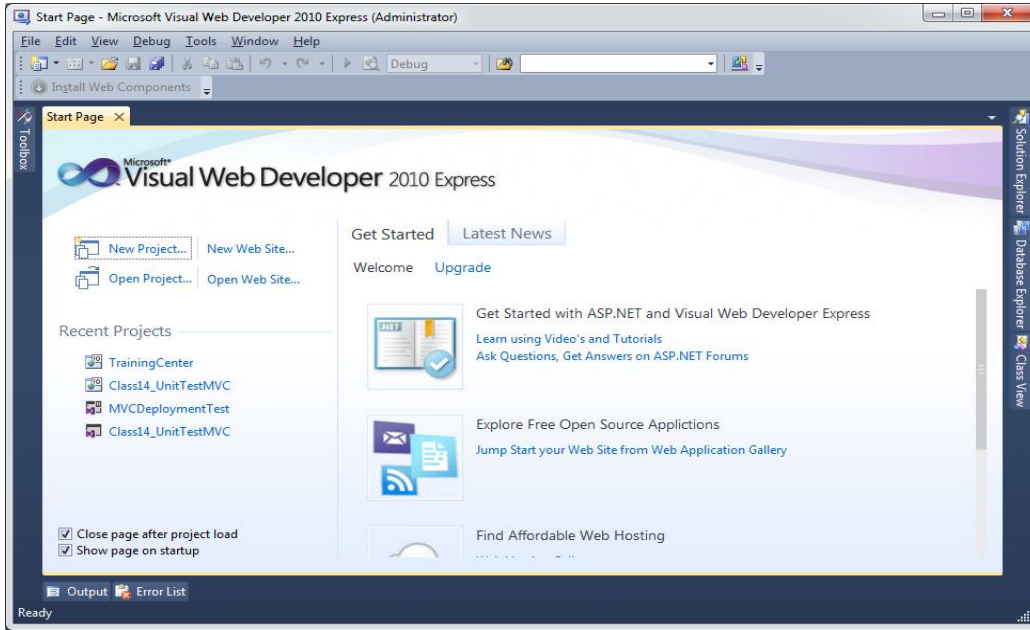 Start Page - Microsoft Visual Web Developer 2010 Express (Administrator)
File Edit View Debug Tools Window Help
Debug
Install Web Components
Toolbox
Start Page
Microsoft®
Visual Web Developer 2010 Express
New Project... New Web Site...
Open Project... Open Web Site...
Recent Projects
TrainingCenter
Class14_UnitTestMVC
MVCDeploymentTest
Class14_UnitTestMVC
Close page after project load
Show page on startup
Get Started Latest News
Welcome Upgrade
.NET
Get Started with ASP.NET and Visual Web Developer Express
Learn using Video's and Tutorials
Ask Questions, Get Answers on ASP.NET Forums
Explore Free Open Source Applictions
Jump Start your Web Site from Web Application Gallery
Find Affordable Web Hosting
Solution Explorer
Database Explorer
Class View
Output Error List
Ready